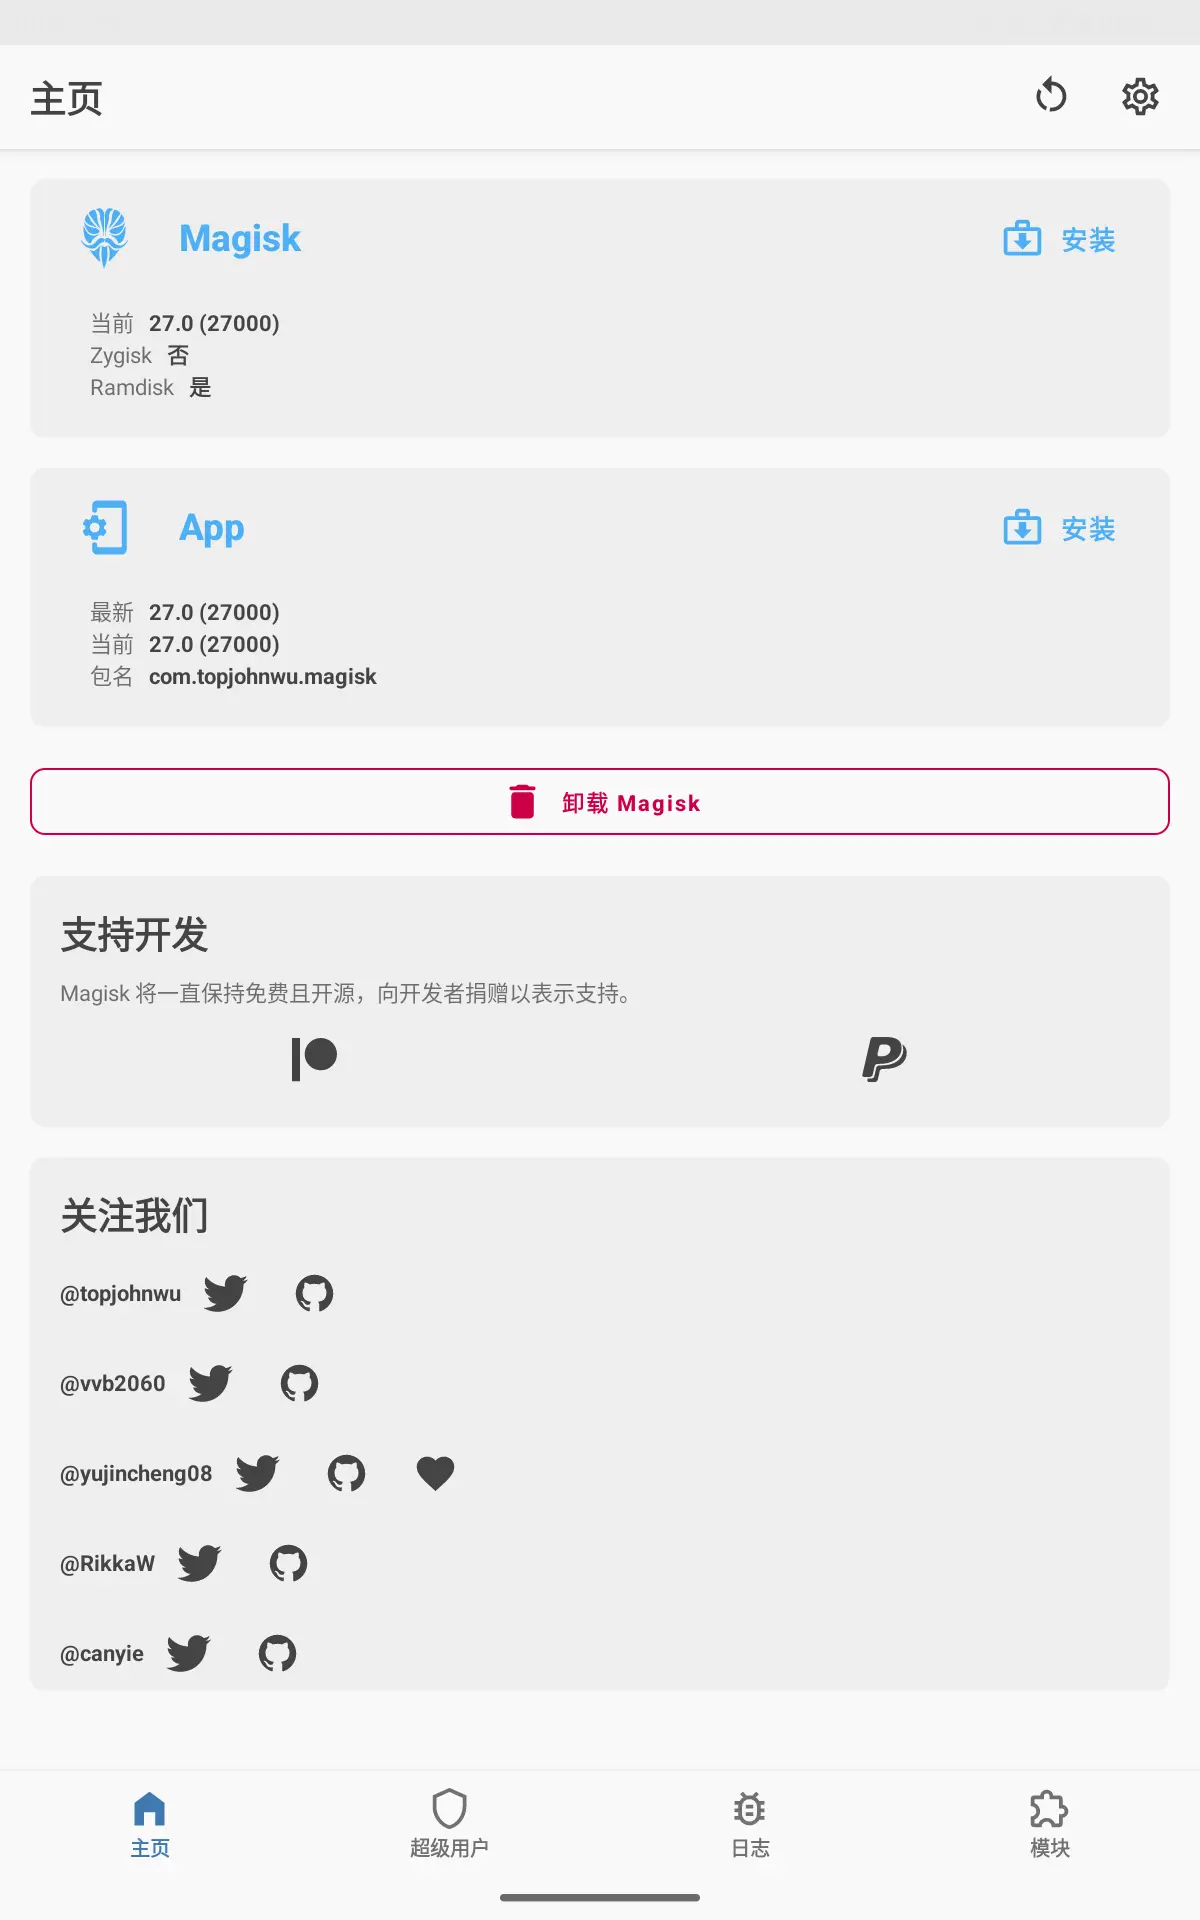 主页
Magisk
安装
当前 27.0 (27000)
Zygisk 否
Ramdisk 是
App
安装
最新 27.0 (27000)
当前 27.0 (27000)
包名 com.topjohnwu.magisk
卸载 Magisk
支持开发
Magisk 将一直保持免费且开源，向开发者捐赠以表示支持。
关注我们
@topjohnwu
@vvb2060
@yujincheng08
@RikkaW
@canyie
主页 超级用户 日志 模块